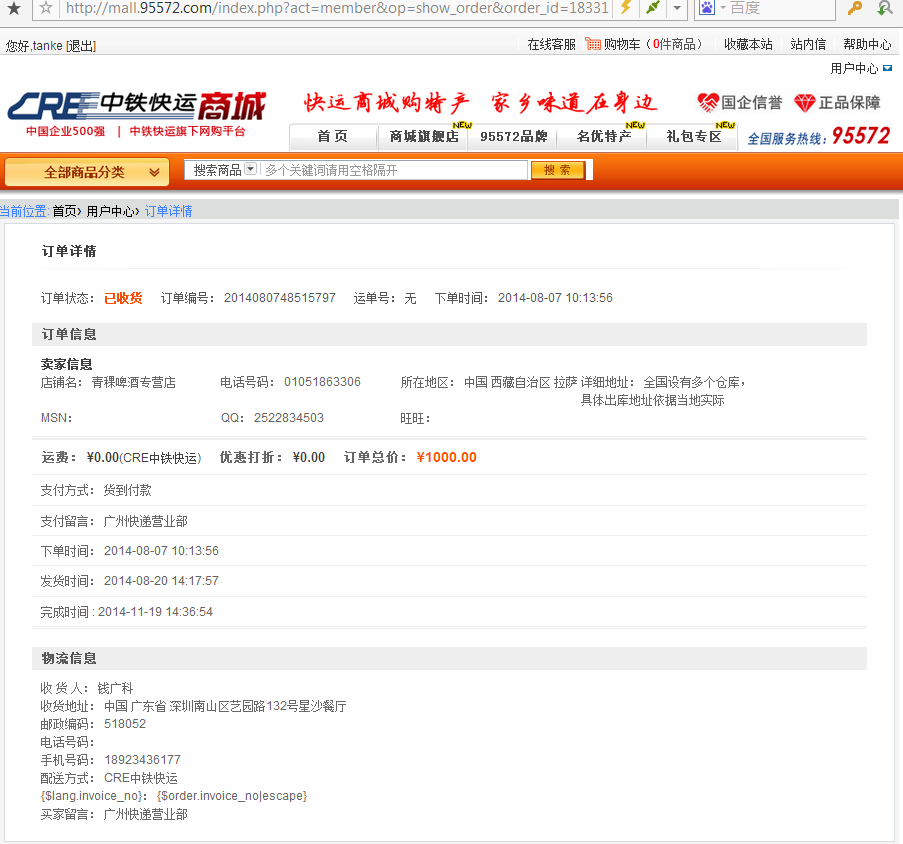 http://mall.95572.com/index.php?act=member&op=show_order&order_id=18331
百度
您好,tanke [退出]
在线客服 购物车（0件商品） 收藏本站 站内信 帮助中心
用户中心
CRE中铁快运商城
中国企业500强 | 中铁快运旗下网购平台
快运商城购特产 家乡味道在身边
国企信誉 正品保障
首 页 商城旗舰店 NEW 95572品牌 名优特产 NEW 礼包专区 NEW
全国服务热线：95572
全部商品分类
搜索商品 多个关键词请用空格隔开 搜 索
当前位置: 首页› 用户中心› 订单详情
订单详情
订单状态： 已收货 订单编号： 2014080748515797 运单号： 无 下单时间： 2014-08-07 10:13:56
订单信息
卖家信息
店铺名： 青稞啤酒专营店 电话号码： 01051863306 所在地区： 中国 西藏自治区 拉萨 详细地址： 全国设有多个仓库，
具体出库地址依据当地实际
MSN： QQ： 2522834503 旺旺：
运费： ¥0.00(CRE中铁快运) 优惠打折： ¥0.00 订单总价： ¥1000.00
支付方式： 货到付款
支付留言： 广州快递营业部
下单时间： 2014-08-07 10:13:56
发货时间： 2014-08-20 14:17:57
完成时间 : 2014-11-19 14:36:54
物流信息
收 货 人： 钱广科
收货地址： 中国 广东省 深圳南山区艺园路132号星沙餐厅
邮政编码： 518052
电话号码：
手机号码： 18923436177
配送方式： CRE中铁快运
{$lang.invoice_no}： {$order.invoice_no|escape}
买家留言： 广州快递营业部